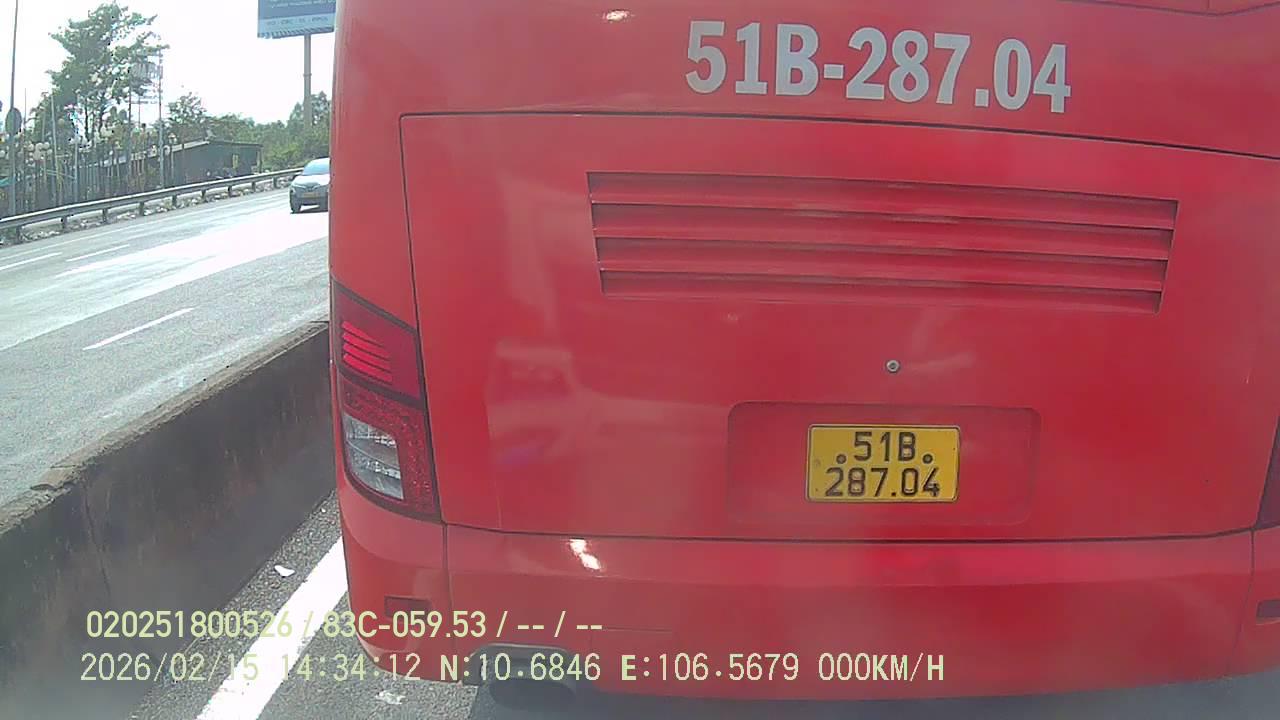 51B-287.04
51B
287.04
020251800526 / 83C-059.53 / -- / --
2026/02/15 14:34:12 N:10.6846 E:106.5679 000KM/H